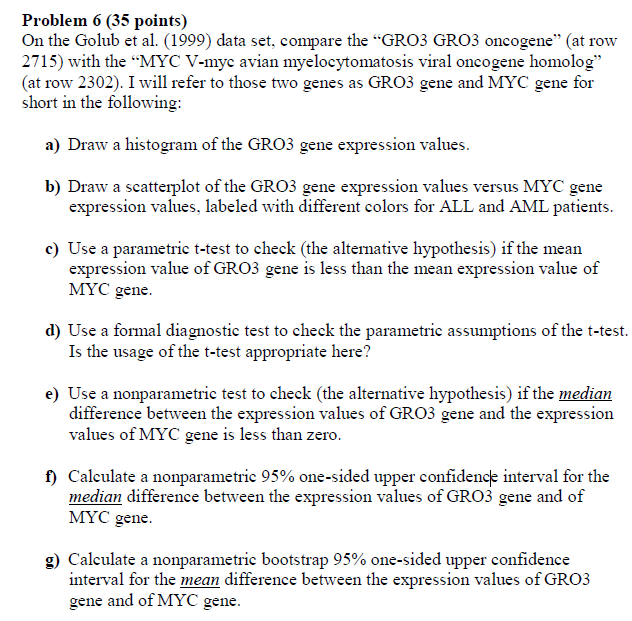 Problem 6 (35 points)
On the Golub et al. (1999) data set, compare the “GRO3 GRO3 oncogene” (at row
2715) with the “MYC V-myc avian myelocytomatosis viral oncogene homolog”
(at row 2302). I will refer to those two genes as GRO3 gene and MYC gene for
short in the following:
a) Draw a histogram of the GRO3 gene expression values.
b) Draw a scatterplot of the GRO3 gene expression values versus MYC gene
expression values, labeled with different colors for ALL and AML patients.
c) Use a parametric t-test to check (the alternative hypothesis) if the mean
expression value of GRO3 gene is less than the mean expression value of
MYC gene.
d) Use a formal diagnostic test to check the parametric assumptions of the t-test.
Is the usage of the t-test appropriate here?
e) Use a nonparametric test to check (the alternative hypothesis) if the median
difference between the expression values of GRO3 gene and the expression
values of MYC gene is less than zero.
f) Calculate a nonparametric 95% one-sided upper confidence interval for the
median difference between the expression values of GRO3 gene and of
MYC gene.
g) Calculate a nonparametric bootstrap 95% one-sided upper confidence
interval for the mean difference between the expression values of GRO3
gene and of MYC gene.